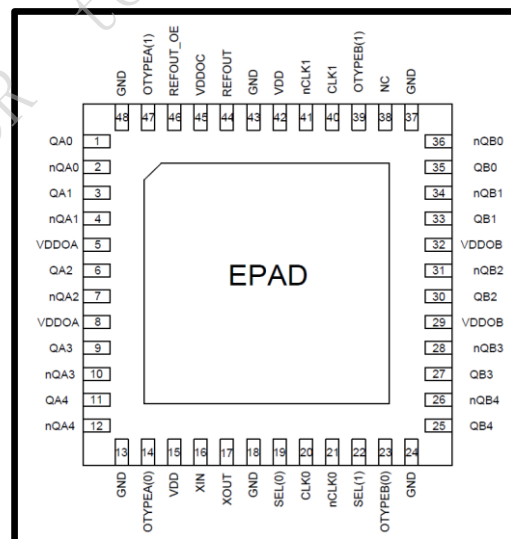 GND OTYPEA(1) REFOUT_OE VDDOC REFOUT GND VDD nCLK1 CLK1 OTYPEB(1) NC GND
48 47 46 45 44 43 42 41 40 39 38 37
QA0 1 36 nQB0
nQA0 2 35 QB0
QA1 3 34 nQB1
nQA1 4 33 QB1
VDDOA 5 32 VDDOB
QA2 6 31 nQB2
EPAD
nQA2 7 30 QB2
VDDOA 8 29 VDDOB
QA3 9 28 nQB3
nQA3 10 27 QB3
QA4 11 26 nQB4
nQA4 12 25 QB4
13 14 15 16 17 18 19 20 21 22 23 24
GND OTYPEA(0) VDD XIN XOUT GND SEL(0) CLK0 nCLK0 SEL(1) OTYPEB(0) GND